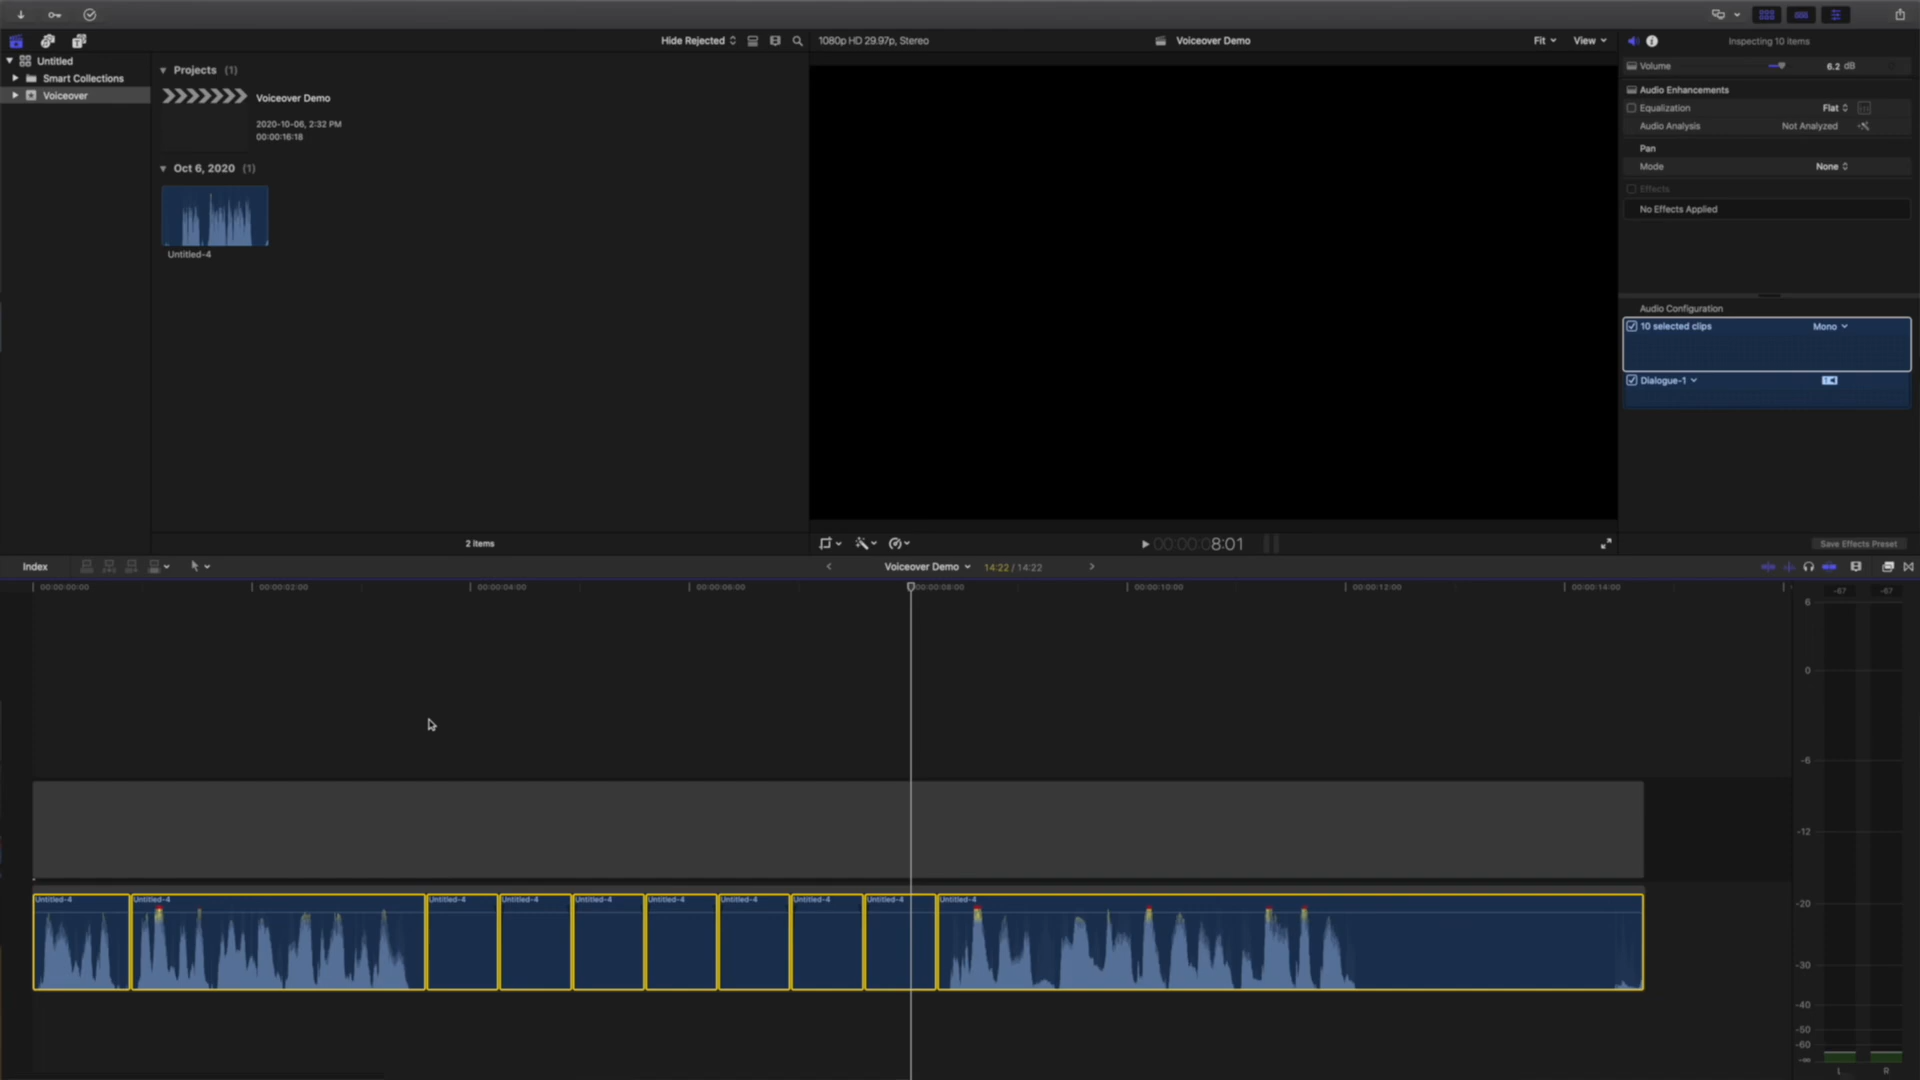 Hide Rejected
1080p HD 29.97p, Stereo
Voiceover Demo
Fit
View
Inspecting 10 items
Untitled
Smart Collections
Voiceover
Projects (1)
Voiceover Demo
2020-10-06, 2:32 PM
00:00:16:18
Oct 6, 2020 (1)
Untitled-4
2 items
Volume
6.2 dB
Audio Enhancements
Equalization
Flat
Audio Analysis
Not Analyzed
Pan
Mode
None
Effects
No Effects Applied
Audio Configuration
10 selected clips
Mono
Dialogue-1
Save Effects Preset
00:00:08:01
Index
Voiceover Demo
14:22 / 14:22
00:00:00:00
00:00:02:00
00:00:04:00
00:00:06:00
00:00:08:00
00:00:10:00
00:00:12:00
00:00:14:00
-67
-67
6
0
-6
-12
-20
-30
-40
-50
-60
-∞
L
R
Untitled-4
Untitled-4
Untitled-4
Untitled-4
Untitled-4
Untitled-4
Untitled-4
Untitled-4
Untitled-4
Untitled-4